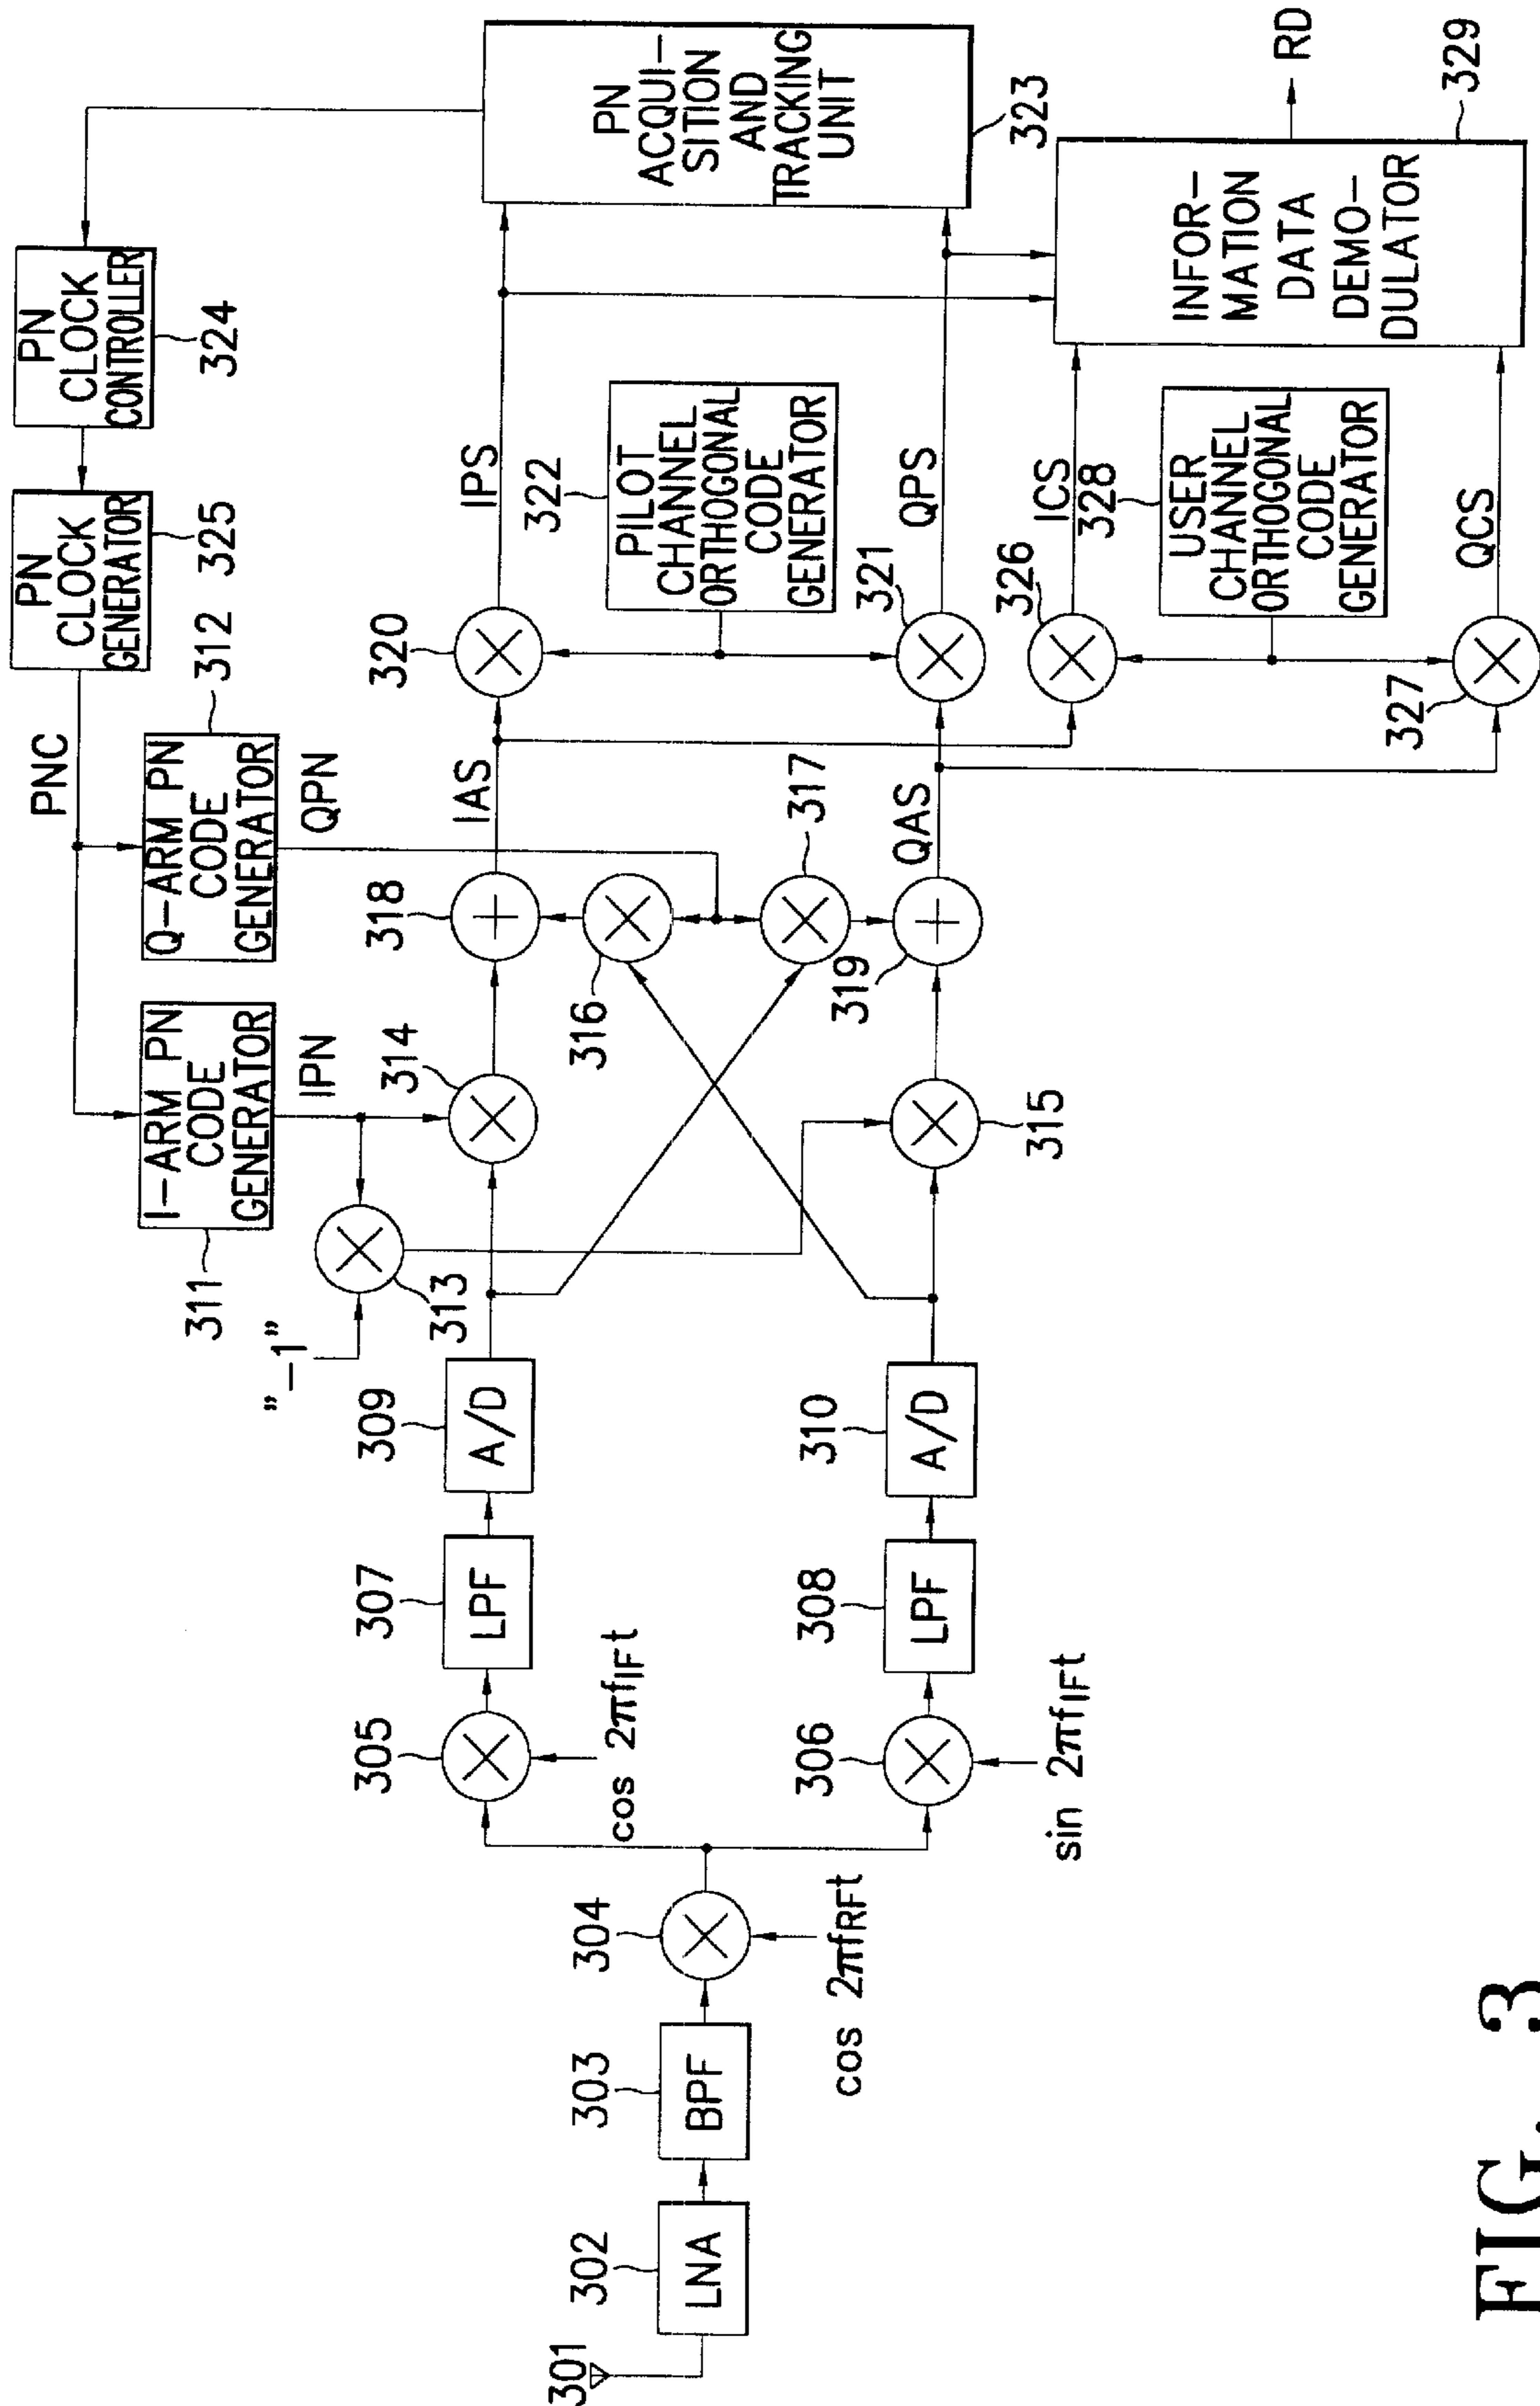 301
302
LNA
303
BPF
304
cos 2πfRFt
305
cos 2πfIFt
306
sin 2πfIFt
307
LPF
308
LPF
309
A/D
310
A/D
"-1"
313
311
I-ARM PN
CODE
GENERATOR
IPN
314
315
PNC
312
Q-ARM PN
CODE
GENERATOR
QPN
316
317
318
319
IAS
QAS
325
PN
CLOCK
GENERATOR
324
PN
CLOCK
CONTROLLER
320
321
322
PILOT
CHANNEL
ORTHOGONAL
CODE
GENERATOR
IPS
QPS
326
327
328
USER
CHANNEL
ORTHOGONAL
CODE
GENERATOR
ICS
QCS
PN
ACQUI-
SITION
AND
TRACKING
UNIT
323
INFOR-
MATION
DATA
DEMO-
DULATOR
329
RD
FIG. 3